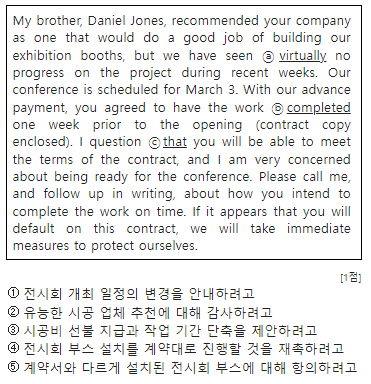 My brother, Daniel Jones, recommended your company
as one that would do a good job of building our
exhibition booths, but we have seen ⓐ virtually no
progress on the project during recent weeks. Our
conference is scheduled for March 3. With our advance
payment, you agreed to have the work ⓑ completed
one week prior to the opening (contract copy
enclosed). I question ⓒ that you will be able to meet
the terms of the contract, and I am very concerned
about being ready for the conference. Please call me,
and follow up in writing, about how you intend to
complete the work on time. If it appears that you will
default on this contract, we will take immediate
measures to protect ourselves.
[1점]
① 전시회 개최 일정의 변경을 안내하려고
② 유능한 시공 업체 추천에 대해 감사하려고
③ 시공비 선불 지급과 작업 기간 단축을 제안하려고
④ 전시회 부스 설치를 계약대로 진행할 것을 재촉하려고
⑤ 계약서와 다르게 설치된 전시회 부스에 대해 항의하려고